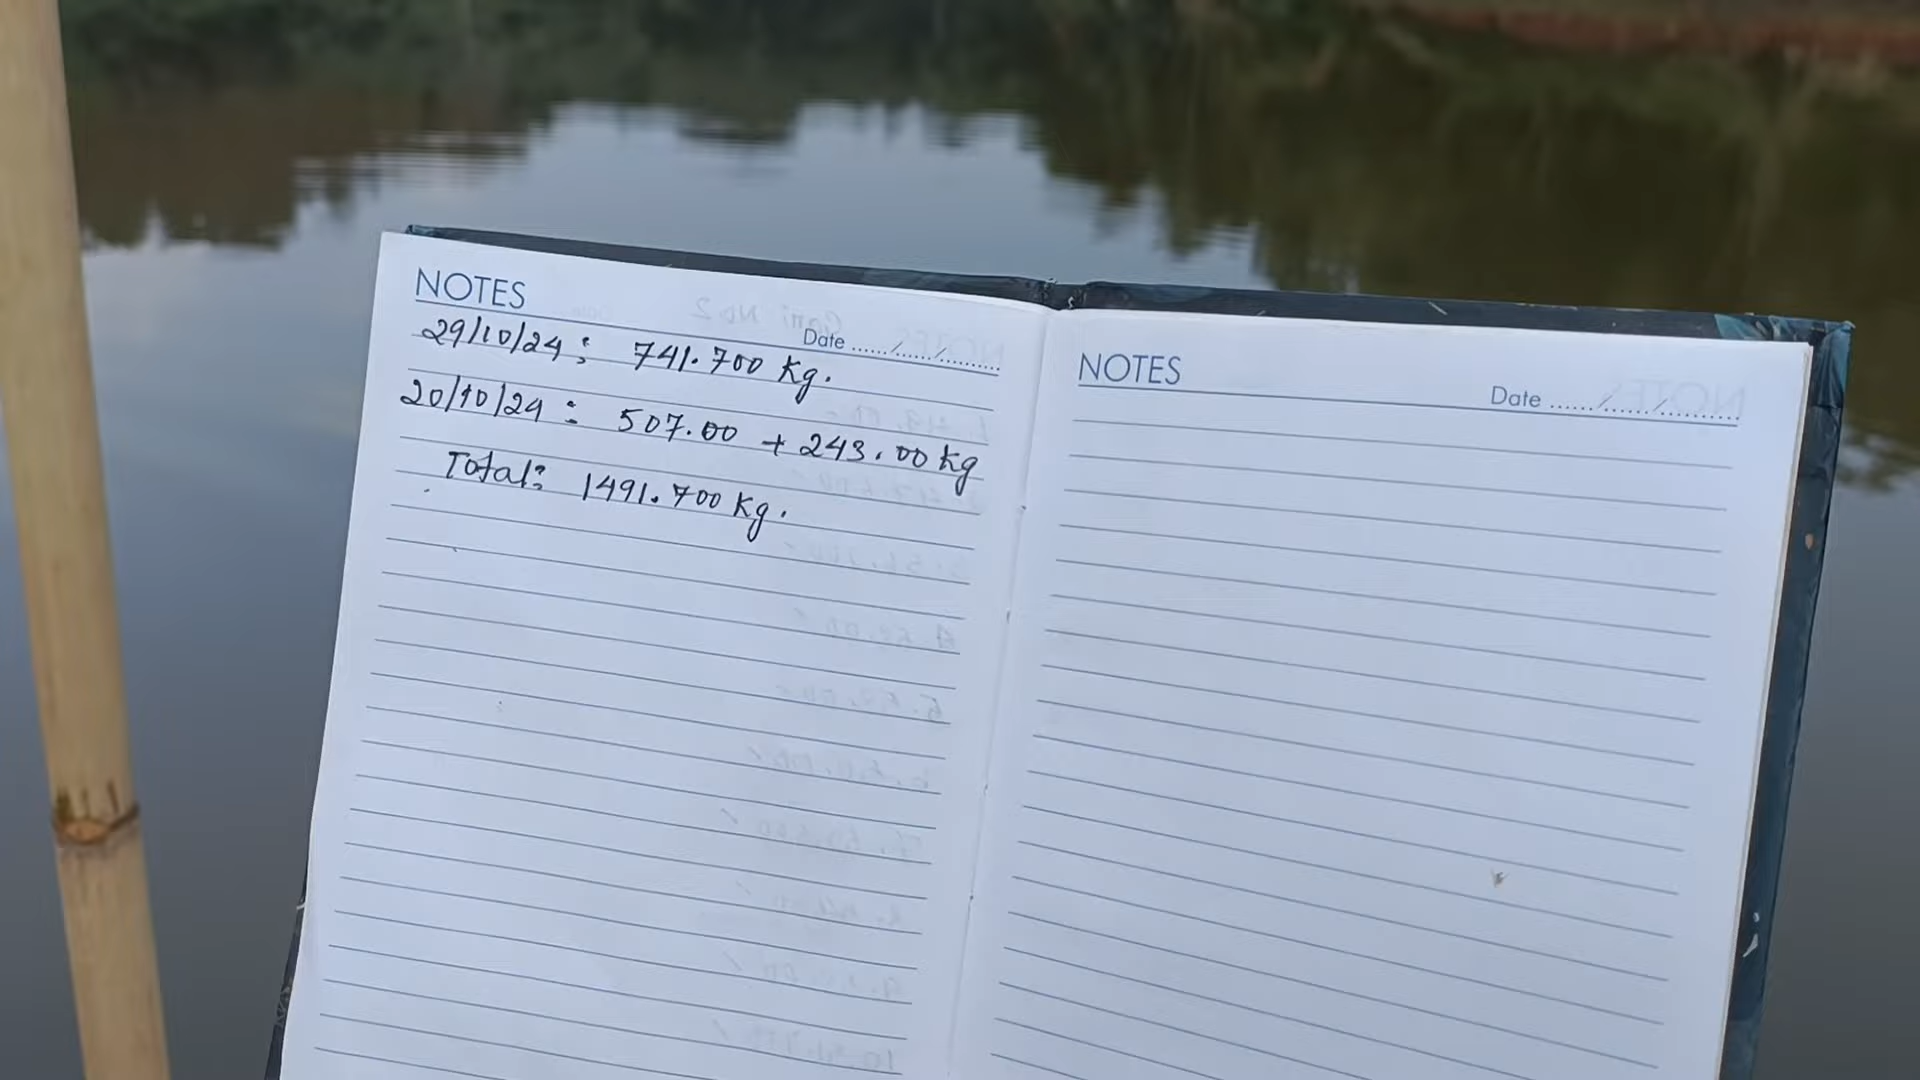 NOTES
Date ....../....../...........
29/10/24 : 741.700 Kg.
20/10/24 : 507.00 + 243.00 kg
Total: 1491.700 Kg.
NOTES
Date ....../....../...........